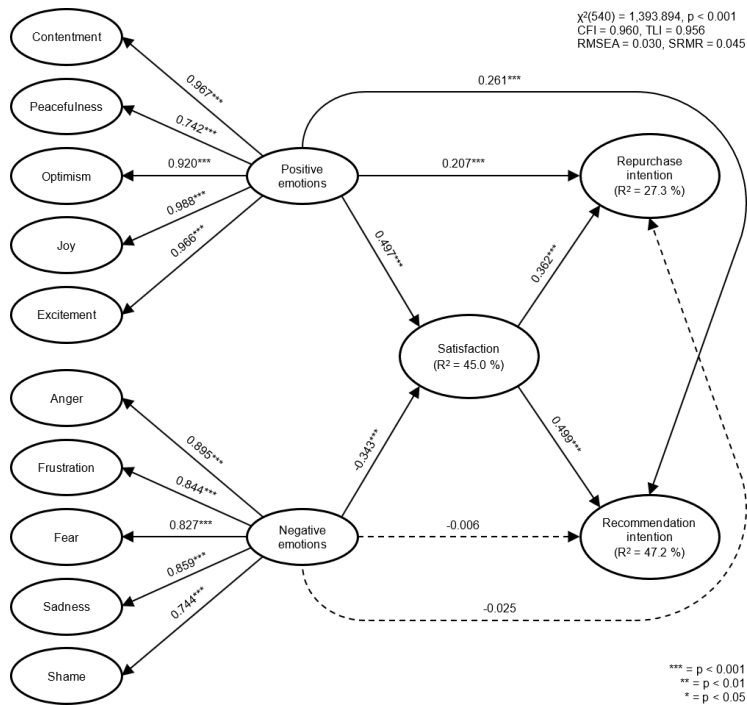 χ²(540) = 1,393.894, p < 0.001
CFI = 0.960, TLI = 0.956
RMSEA = 0.030, SRMR = 0.045
Contentment
Peacefulness
Optimism
Joy
Excitement
0.967***
0.742***
0.920***
0.988***
0.966***
Positive
emotions
0.261***
0.207***
Repurchase
intention
(R² = 27.3 %)
0.497***
0.362***
Satisfaction
(R² = 45.0 %)
-0.343***
0.499***
Anger
Frustration
Fear
Sadness
Shame
0.895***
0.844***
0.827***
0.859***
0.744***
Negative
emotions
-0.006
Recommendation
intention
(R² = 47.2 %)
-0.025
*** = p < 0.001
** = p < 0.01
* = p < 0.05